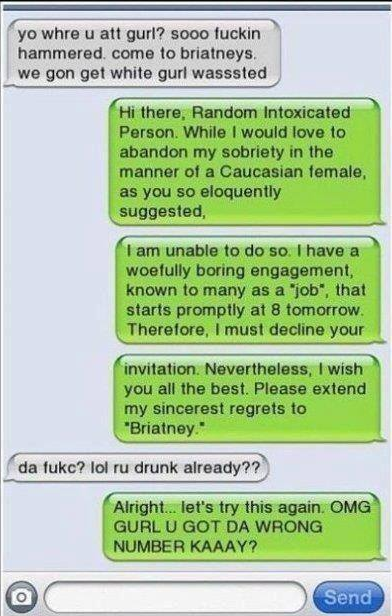 yo whre u att gurl? sooo fuckin
hammered. come to briatneys.
we gon get white gurl wasssted
Hi there, Random Intoxicated
Person. While I would love to
abandon my sobriety in the
manner of a Caucasian female,
as you so eloquently
suggested,
I am unable to do so. I have a
woefully boring engagement,
known to many as a "job", that
starts promptly at 8 tomorrow.
Therefore, I must decline your
invitation. Nevertheless, I wish
you all the best. Please extend
my sincerest regrets to
"Briatney."
da fukc? lol ru drunk already??
Alright... let's try this again. OMG
GURL U GOT DA WRONG
NUMBER KAAAY?
Send